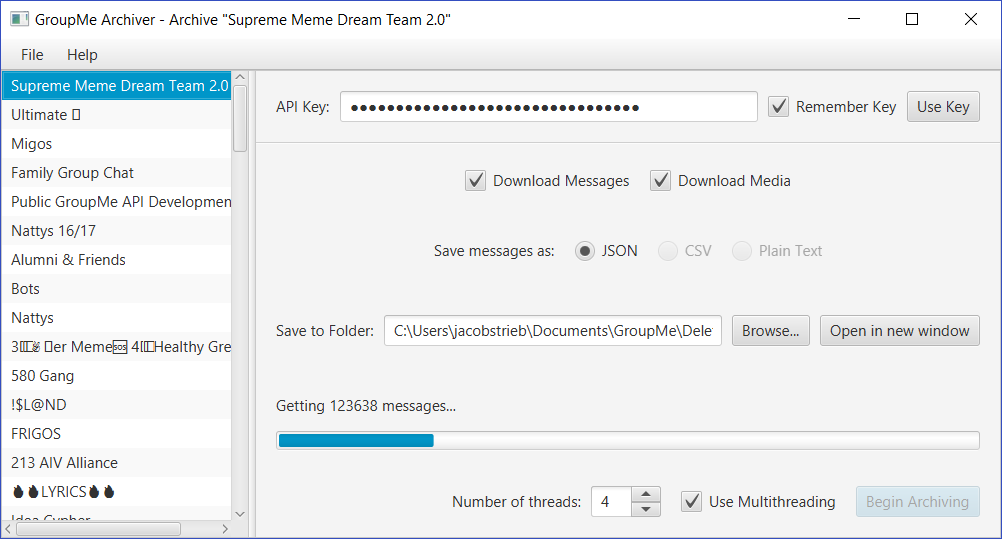 GroupMe Archiver - Archive "Supreme Meme Dream Team 2.0"
File Help
Supreme Meme Dream Team 2.0
Ultimate
Migos
Family Group Chat
Public GroupMe API Developmen
Nattys 16/17
Alumni & Friends
Bots
Nattys
er Meme🆘 Healthy Gre
580 Gang
!$L@ND
FRIGOS
213 AIV Alliance
LYRICS
Idea Cypher
API Key: Remember Key Use Key
Download Messages Download Media
Save messages as: JSON CSV Plain Text
Save to Folder: C:\Users\jacobstrieb\Documents\GroupMe\Dele Browse... Open in new window
Getting 123638 messages...
Number of threads: 4 Use Multithreading Begin Archiving